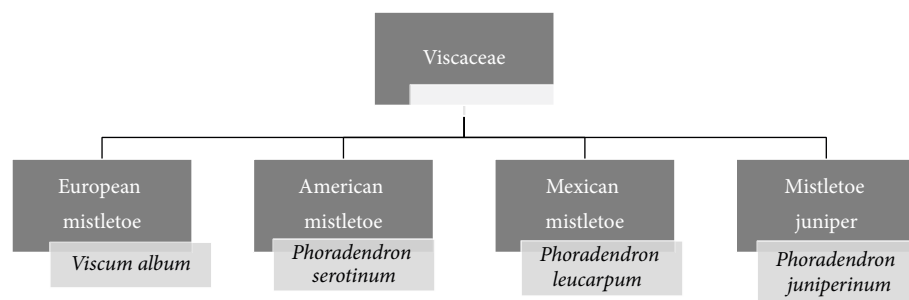 Viscaceae
European
mistletoe
Viscum album
American
mistletoe
Phoradendron
serotinum
Mexican
mistletoe
Phoradendron
leucarpum
Mistletoe
juniper
Phoradendron
juniperinum